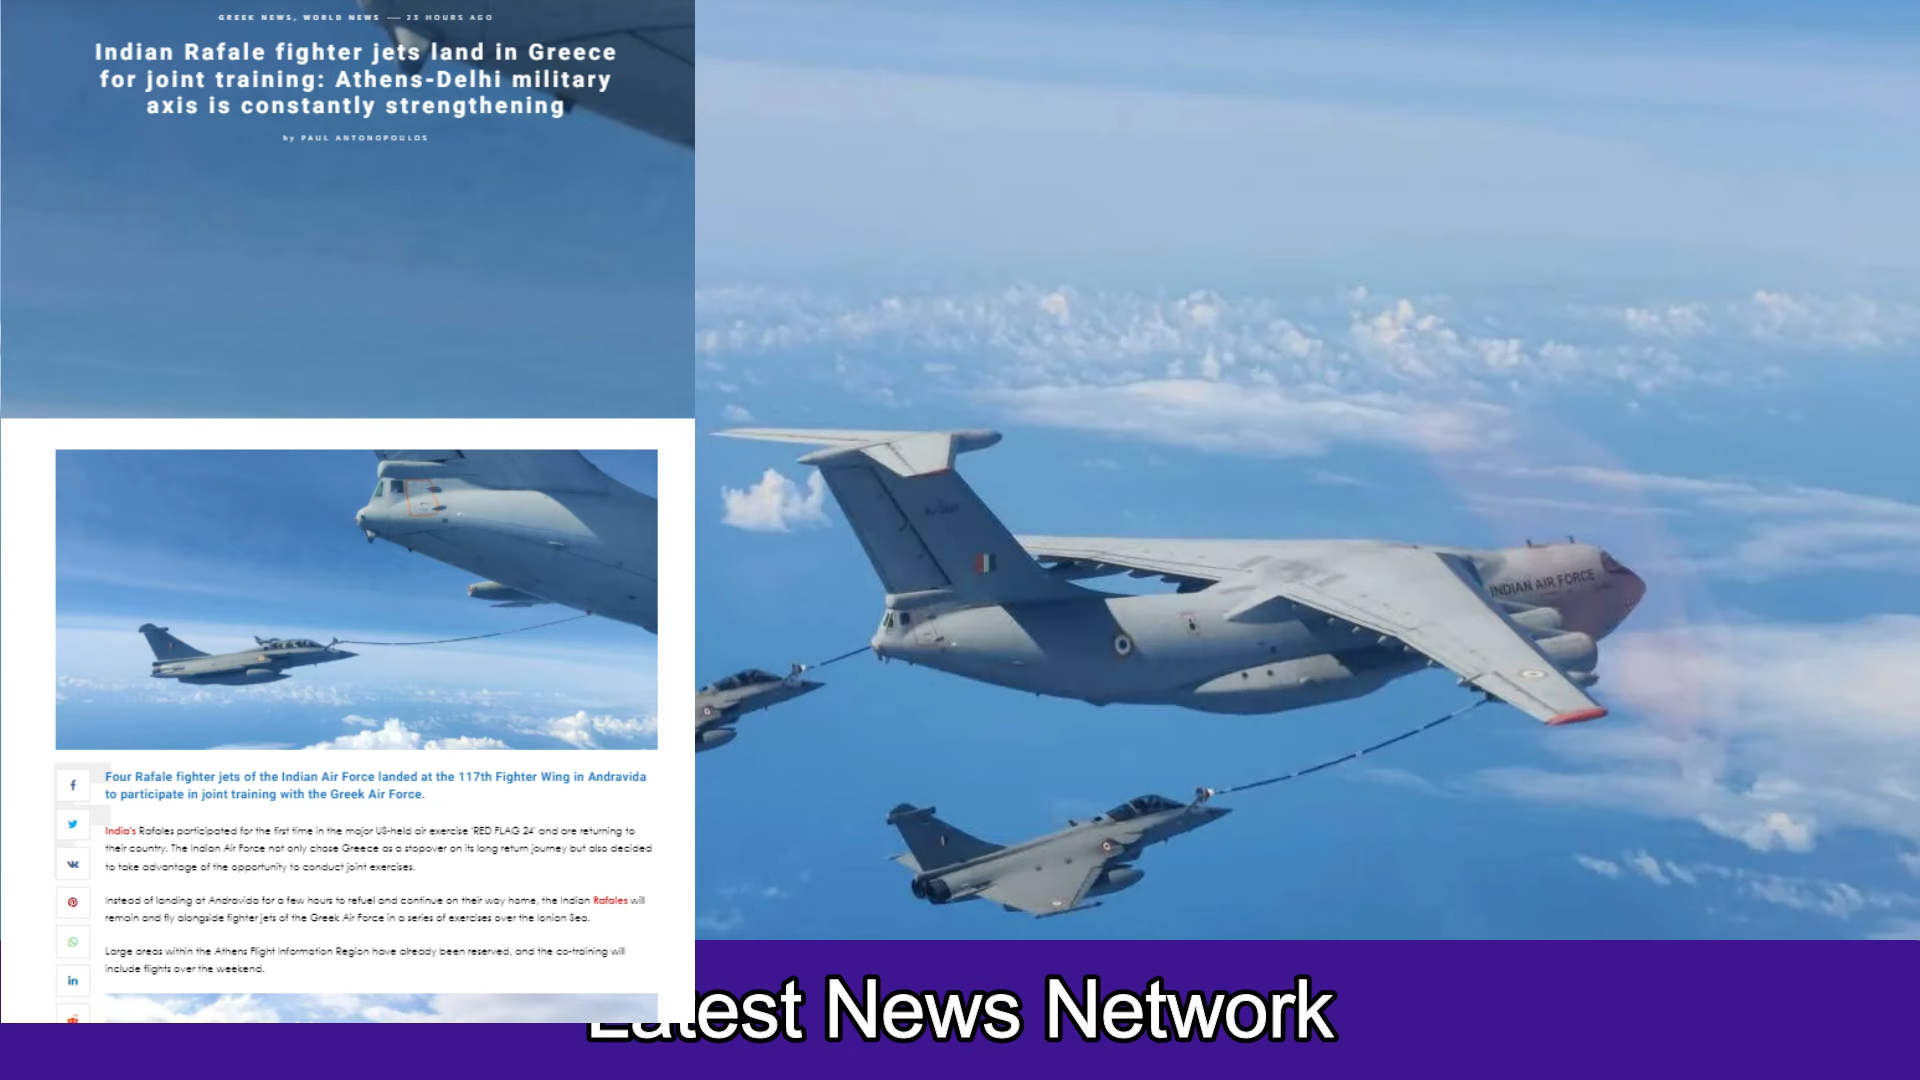 GREEK NEWS, WORLD NEWS — 23 HOURS AGO
Indian Rafale fighter jets land in Greece
for joint training: Athens-Delhi military
axis is constantly strengthening
by PAUL ANTONOPOULOS
INDIAN AIR FORCE
Four Rafale fighter jets of the Indian Air Force landed at the 117th Fighter Wing in Andravida
to participate in joint training with the Greek Air Force.
India's Rafales participated for the first time in the major US-held air exercise 'RED FLAG 24' and are returning to
their country. The Indian Air Force not only chose Greece as a stopover on its long return journey but also decided
to take advantage of the opportunity to conduct joint exercises.
Instead of landing at Andravida for a few hours to refuel and continue on their way home, the Indian Rafales will
remain and fly alongside fighter jets of the Greek Air Force in a series of exercises over the Ionian Sea.
Large areas within the Athens Flight Information Region have already been reserved, and the co-training will
include flights over the weekend.
Latest News Network